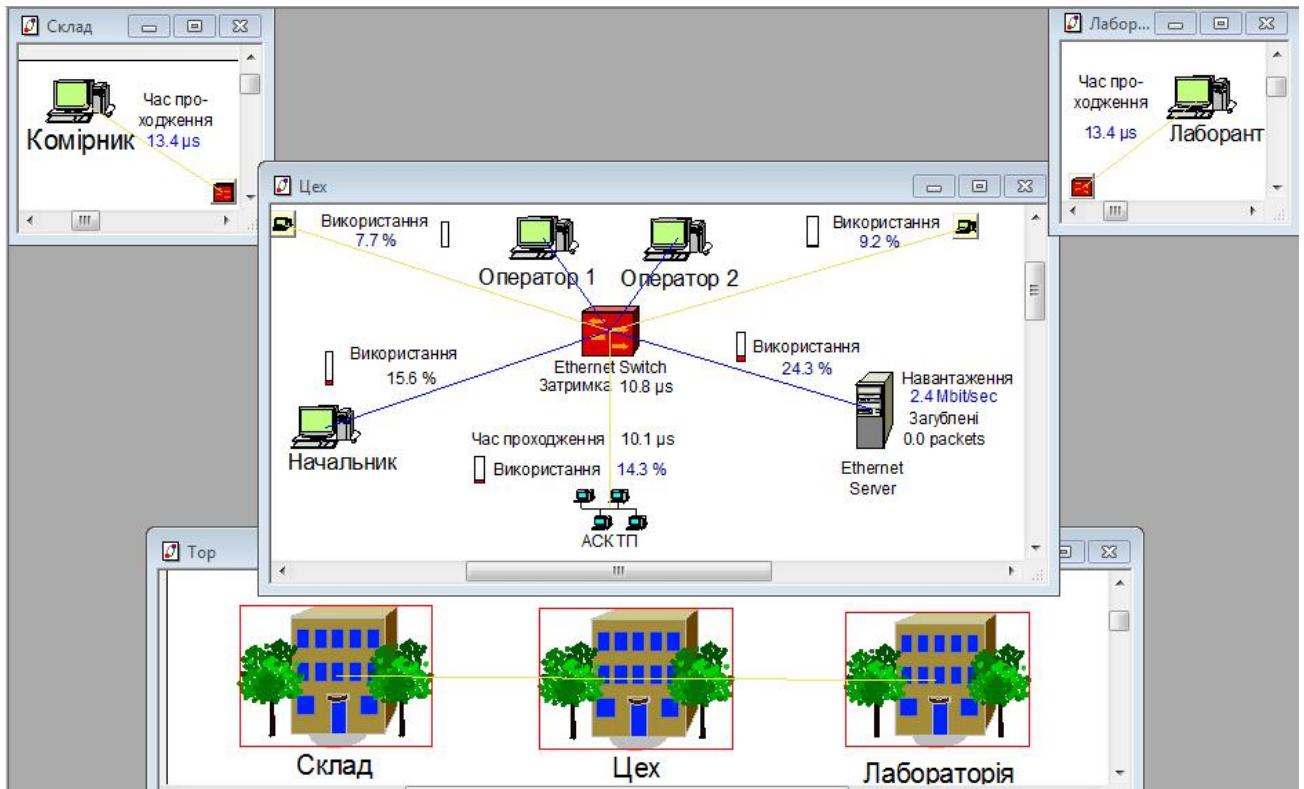 Склад
Комірник
Час про-
ходження
13.4 µs
Лабор...
Час про-
ходження
13.4 µs
Лаборант
Цех
Використання
7.7 %
Оператор 1
Оператор 2
Використання
9.2 %
Використання
15.6 %
Ethernet Switch
Затримка 10.8 µs
Використання
24.3 %
Начальник
Навантаження
2.4 Mbit/sec
Загублені
0.0 packets
Ethernet
Server
Час проходження 10.1 µs
Використання 14.3 %
АСКТП
Top
Склад
Цех
Лабораторія